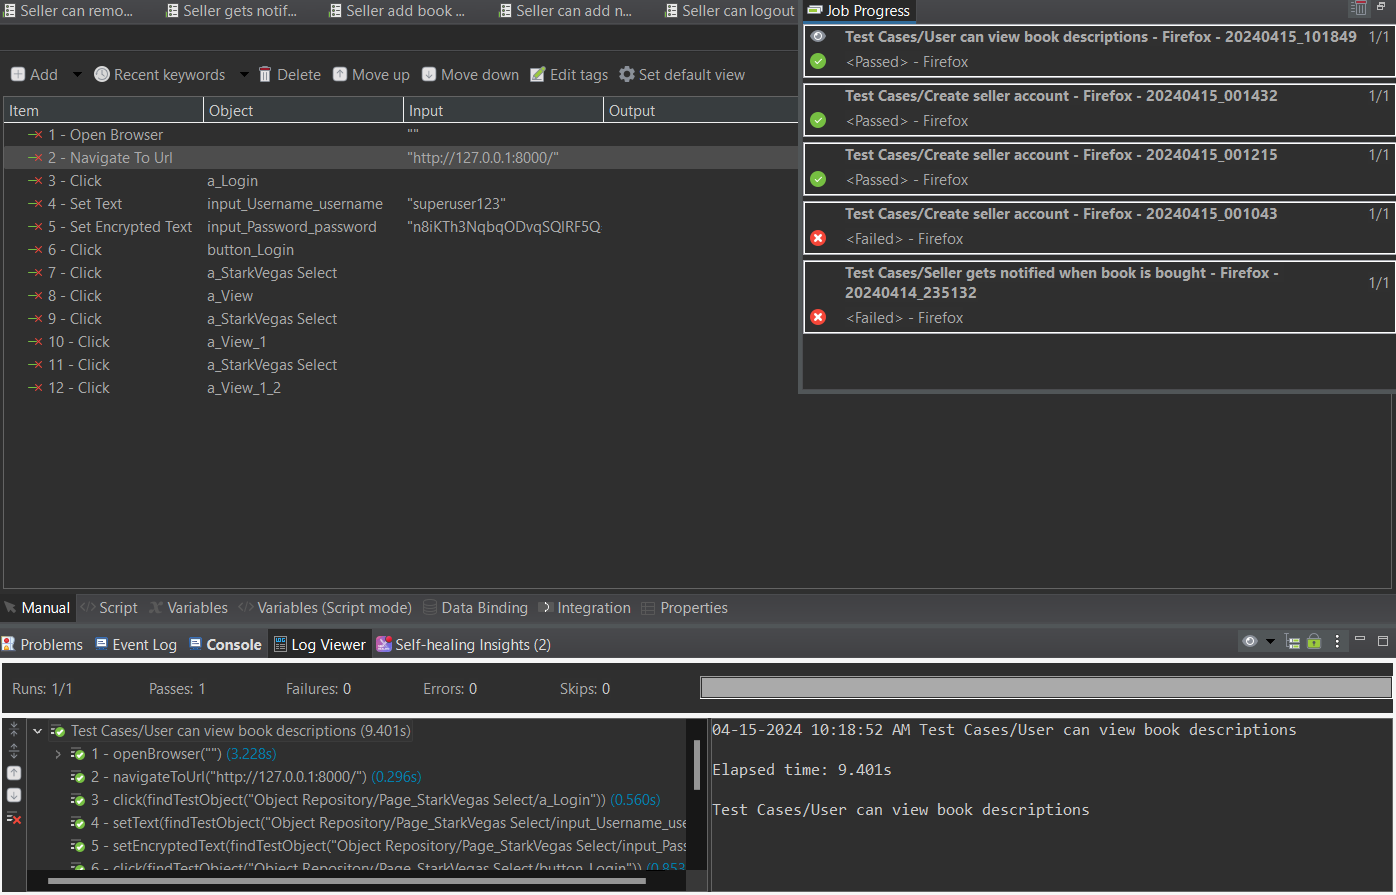 Seller can remo...
Seller gets notif...
Seller add book ...
Seller can add n...
Seller can logout
Job Progress
Add
Recent keywords
Delete
Move up
Move down
Edit tags
Set default view
Item Object Input Output
1 - Open Browser ""
2 - Navigate To Url "http://127.0.0.1:8000/"
3 - Click a_Login
4 - Set Text input_Username_username "superuser123"
5 - Set Encrypted Text input_Password_password "n8iKTh3NqbqODvqSQlRF5Q
6 - Click button_Login
7 - Click a_StarkVegas Select
8 - Click a_View
9 - Click a_StarkVegas Select
10 - Click a_View_1
11 - Click a_StarkVegas Select
12 - Click a_View_1_2
Test Cases/User can view book descriptions - Firefox - 20240415_101849 1/1
<Passed> - Firefox
Test Cases/Create seller account - Firefox - 20240415_001432 1/1
<Passed> - Firefox
Test Cases/Create seller account - Firefox - 20240415_001215 1/1
<Passed> - Firefox
Test Cases/Create seller account - Firefox - 20240415_001043 1/1
<Failed> - Firefox
Test Cases/Seller gets notified when book is bought - Firefox -
20240414_235132 1/1
<Failed> - Firefox
Manual Script Variables Variables (Script mode) Data Binding Integration Properties
Problems Event Log Console Log Viewer Self-healing Insights (2)
Runs: 1/1 Passes: 1 Failures: 0 Errors: 0 Skips: 0
Test Cases/User can view book descriptions (9.401s)
1 - openBrowser("") (3.228s)
2 - navigateToUrl("http://127.0.0.1:8000/") (0.296s)
3 - click(findTestObject("Object Repository/Page_StarkVegas Select/a_Login")) (0.560s)
4 - setText(findTestObject("Object Repository/Page_StarkVegas Select/input_Username_use
5 - setEncryptedText(findTestObject("Object Repository/Page_StarkVegas Select/input_Pass
6 - click(findTestObject("Object Repository/Page_StarkVegas Select/button_Login")) (0.853
04-15-2024 10:18:52 AM Test Cases/User can view book descriptions
Elapsed time: 9.401s
Test Cases/User can view book descriptions